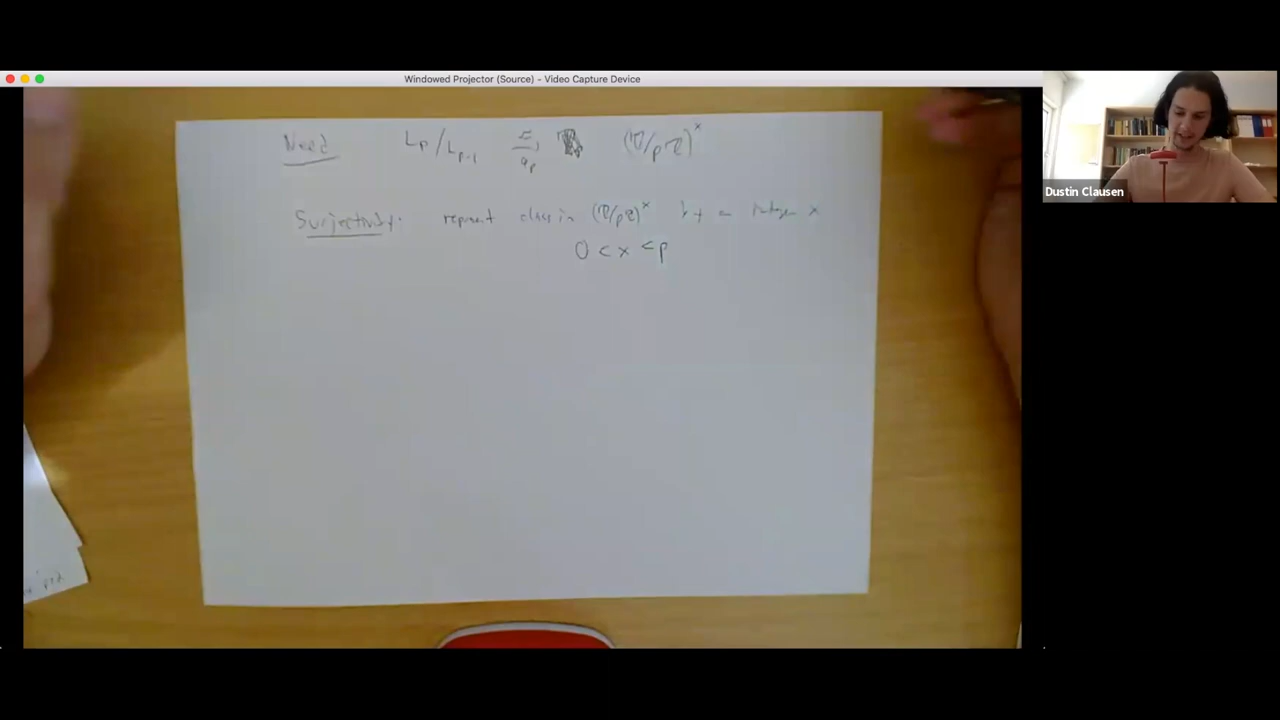 Windowed Projector (Source) - Video Capture Device
Need L_p/L_{p-1} ≅ a_p (ℤ/pℤ)^×
Dustin Clausen
Surjectivity: represent class in (ℤ/pℤ)^× by an integer x
0 < x < p